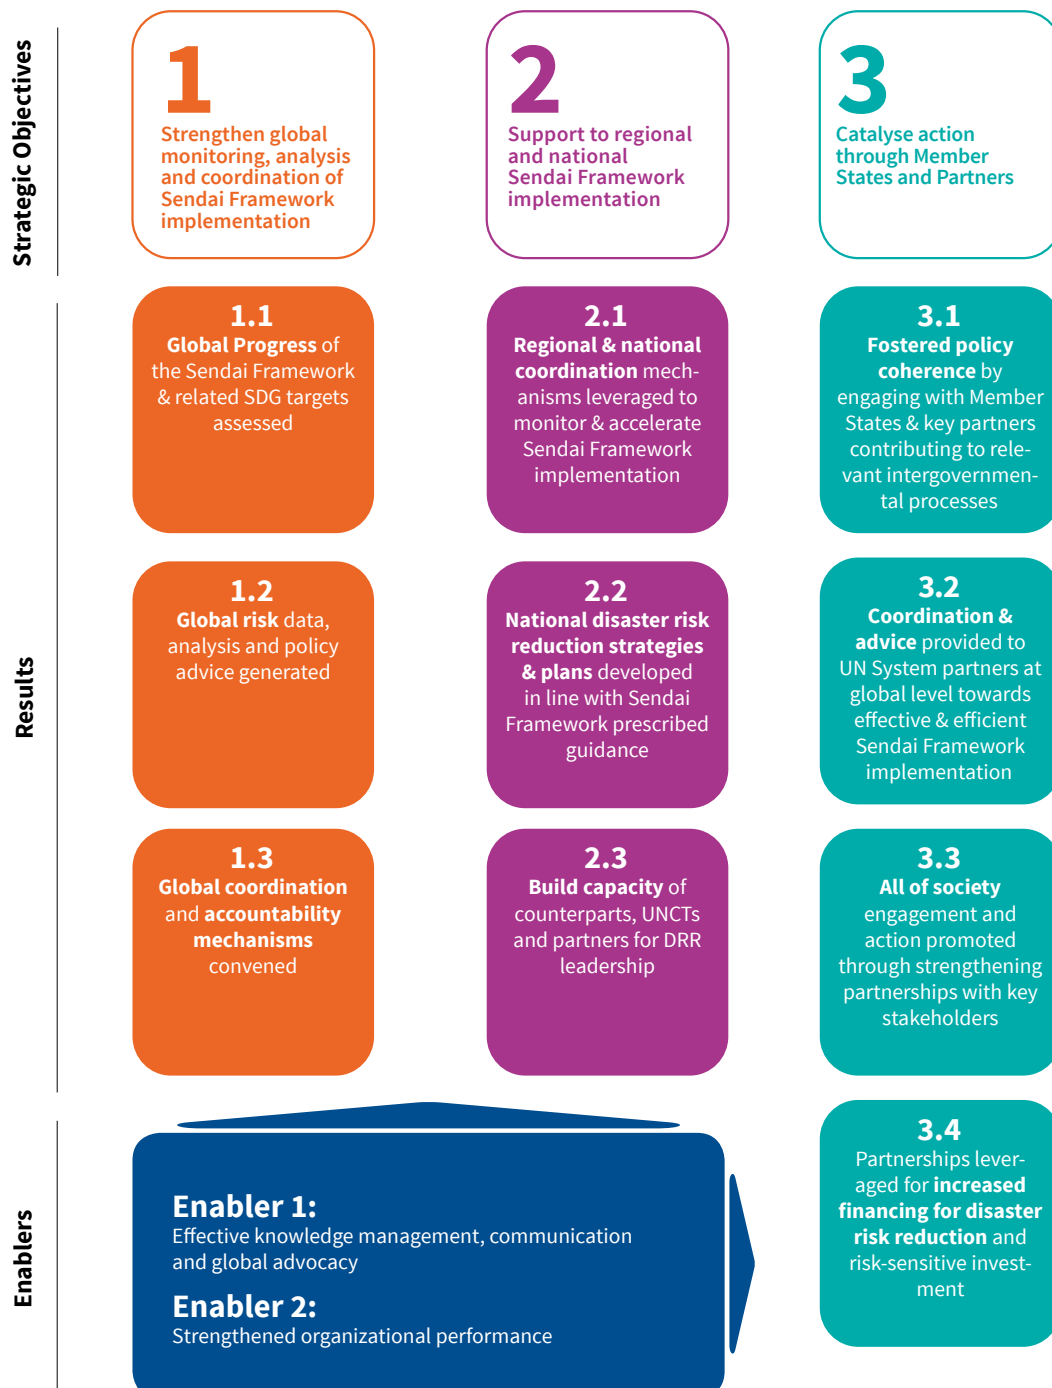 Strategic Objectives
1
Strengthen global
monitoring, analysis
and coordination of
Sendai Framework
implementation
2
Support to regional
and national
Sendai Framework
implementation
3
Catalyse action
through Member
States and Partners
Results
1.1
Global Progress of
the Sendai Framework
& related SDG targets
assessed
2.1
Regional & national
coordination mech-
anisms leveraged to
monitor & accelerate
Sendai Framework
implementation
3.1
Fostered policy
coherence by
engaging with Member
States & key partners
contributing to rele-
vant intergovernmen-
tal processes
1.2
Global risk data,
analysis and policy
advice generated
2.2
National disaster risk
reduction strategies
& plans developed
in line with Sendai
Framework prescribed
guidance
3.2
Coordination &
advice provided to
UN System partners at
global level towards
effective & efficient
Sendai Framework
implementation
1.3
Global coordination
and accountability
mechanisms
convened
2.3
Build capacity of
counterparts, UNCTs
and partners for DRR
leadership
3.3
All of society
engagement and
action promoted
through strengthening
partnerships with key
stakeholders
3.4
Partnerships lever-
aged for increased
financing for disaster
risk reduction and
risk-sensitive invest-
ment
Enablers
Enabler 1:
Effective knowledge management, communication
and global advocacy
Enabler 2:
Strengthened organizational performance